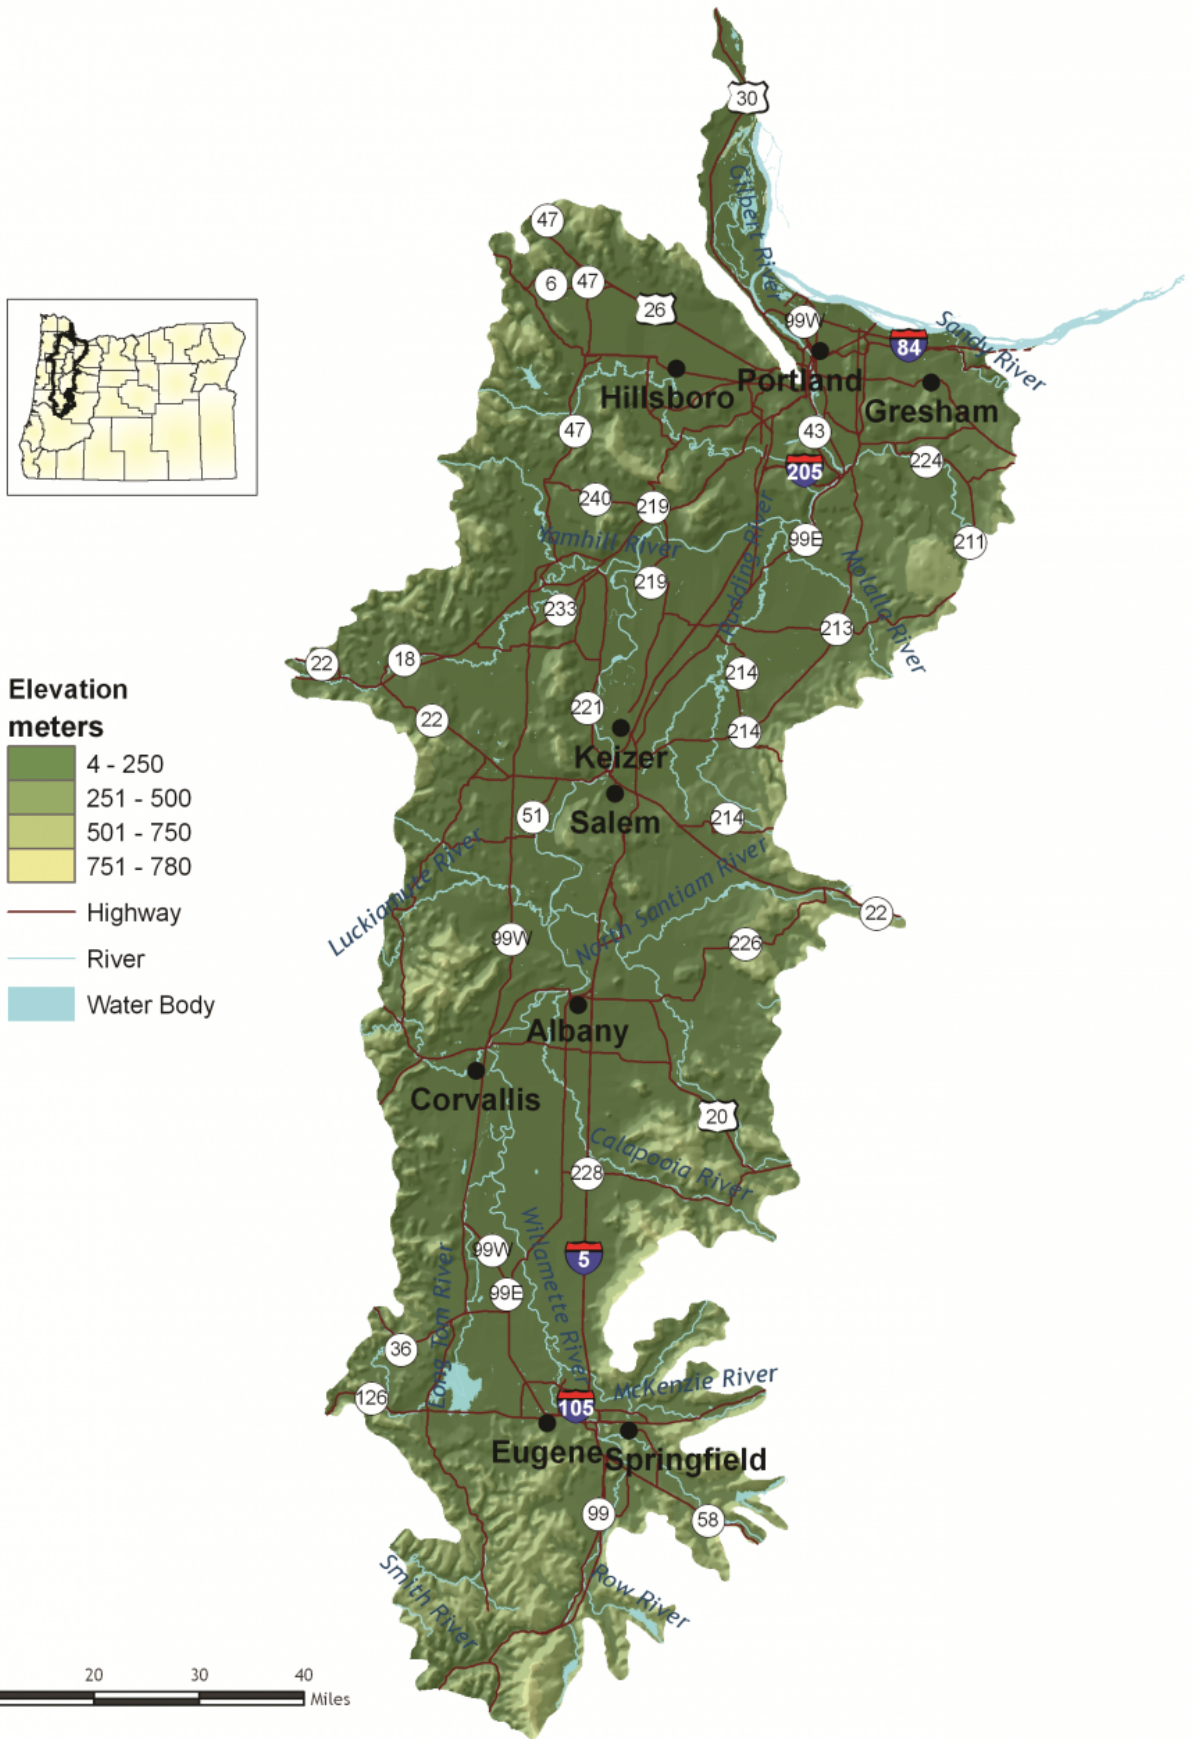 30
Gilbert River
47
6
47
26
99W
84
Sandy River
Portland
Hillsboro
Gresham
47
43
224
205
240
219
99E
211
Yamhill River
Pudding River
Molalla River
219
233
213
22
18
214
Elevation
meters
4 - 250
251 - 500
501 - 750
751 - 780
Highway
River
Water Body
22
221
214
Keizer
Salem
51
214
Luckiamute River
North Santiam River
22
99W
226
Albany
Corvallis
20
Calapooia River
228
99W
5
99E
Willamette River
Long Tom River
36
126
McKenzie River
105
Eugene
Springfield
99
58
Smith River
Row River
20
30
40
Miles